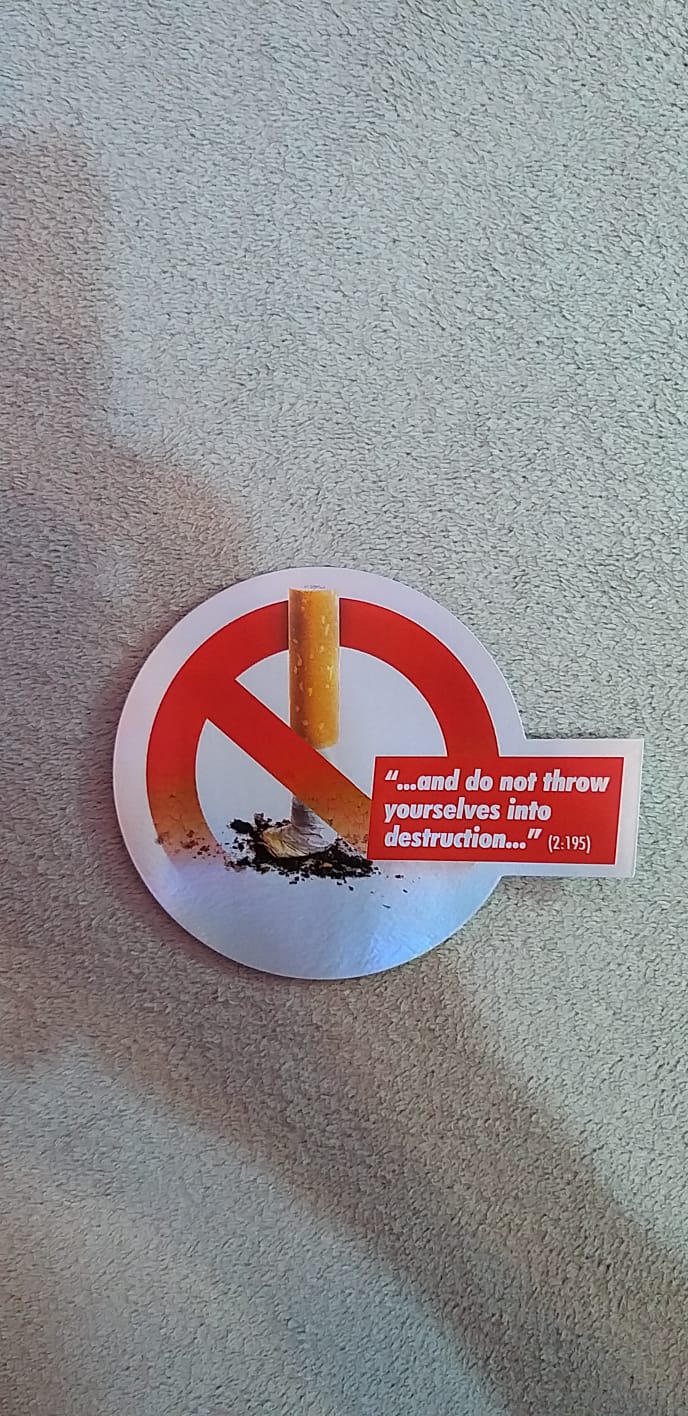 “...and do not throw
yourselves into
destruction...” (2:195)